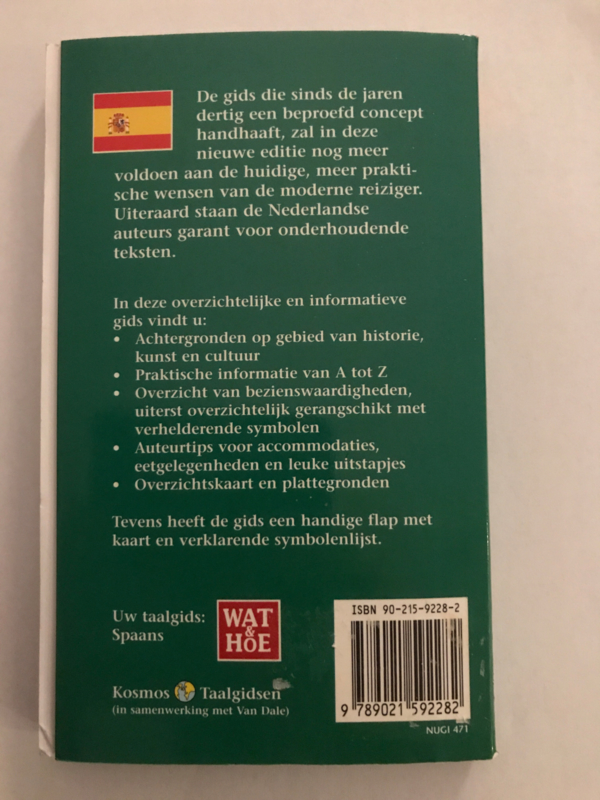 De gids die sinds de jaren
dertig een beproefd concept
handhaaft, zal in deze
nieuwe editie nog meer
voldoen aan de huidige, meer prakti-
sche wensen van de moderne reiziger.
Uiteraard staan de Nederlandse
auteurs garant voor onderhoudende
teksten.
In deze overzichtelijke en informatieve
gids vindt u:
• Achtergronden op gebied van historie,
kunst en cultuur
• Praktische informatie van A tot Z
• Overzicht van bezienswaardigheden,
uiterst overzichtelijk gerangschikt met
verhelderende symbolen
• Auteurtips voor accommodaties,
eetgelegenheden en leuke uitstapjes
• Overzichtskaart en plattegronden
Tevens heeft de gids een handige flap met
kaart en verklarende symbolenlijst.
Uw taalgids:
Spaans
WAT
&
HOE
Kosmos Taalgidsen
(in samenwerking met Van Dale)
ISBN 90-215-9228-2
9 789021 592282
NUGI 471